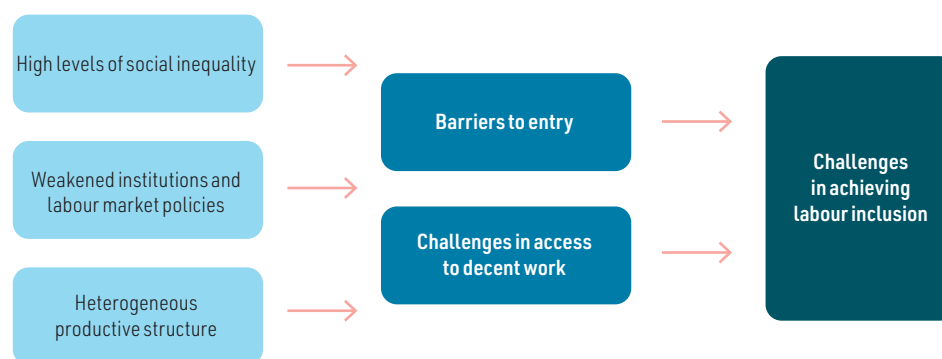 High levels of social inequality
Weakened institutions and
labour market policies
Heterogeneous
productive structure
Barriers to entry
Challenges in access
to decent work
Challenges
in achieving
labour inclusion